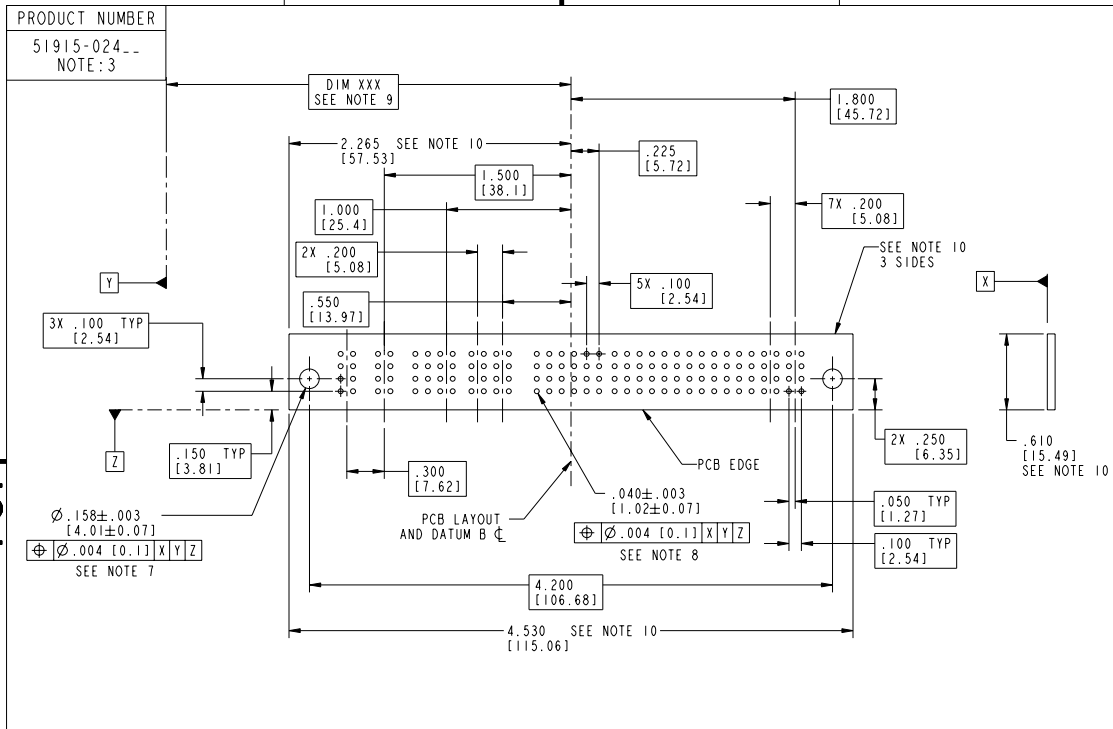 PRODUCT NUMBER
51915-024__
NOTE:3
DIM XXX
SEE NOTE 9
1.800
[45.72]
2.265 SEE NOTE 10
[57.53]
.225
[5.72]
1.500
[38.1]
1.000
[25.4]
7X .200
[5.08]
2X .200
[5.08]
SEE NOTE 10
3 SIDES
Y
5X .100
[2.54]
X
.550
[13.97]
3X .100 TYP
[2.54]
Z
.150 TYP
[3.81]
.300
[7.62]
PCB EDGE
2X .250
[6.35]
.610
[15.49]
SEE NOTE 10
Ø.158±.003
[4.01±0.07]
⌖ Ø.004 [0.1] X Y Z
SEE NOTE 7
PCB LAYOUT
AND DATUM B ℄
.040±.003
[1.02±0.07]
⌖ Ø.004 [0.1] X Y Z
SEE NOTE 8
.050 TYP
[1.27]
.100 TYP
[2.54]
4.200
[106.68]
4.530 SEE NOTE 10
[115.06]